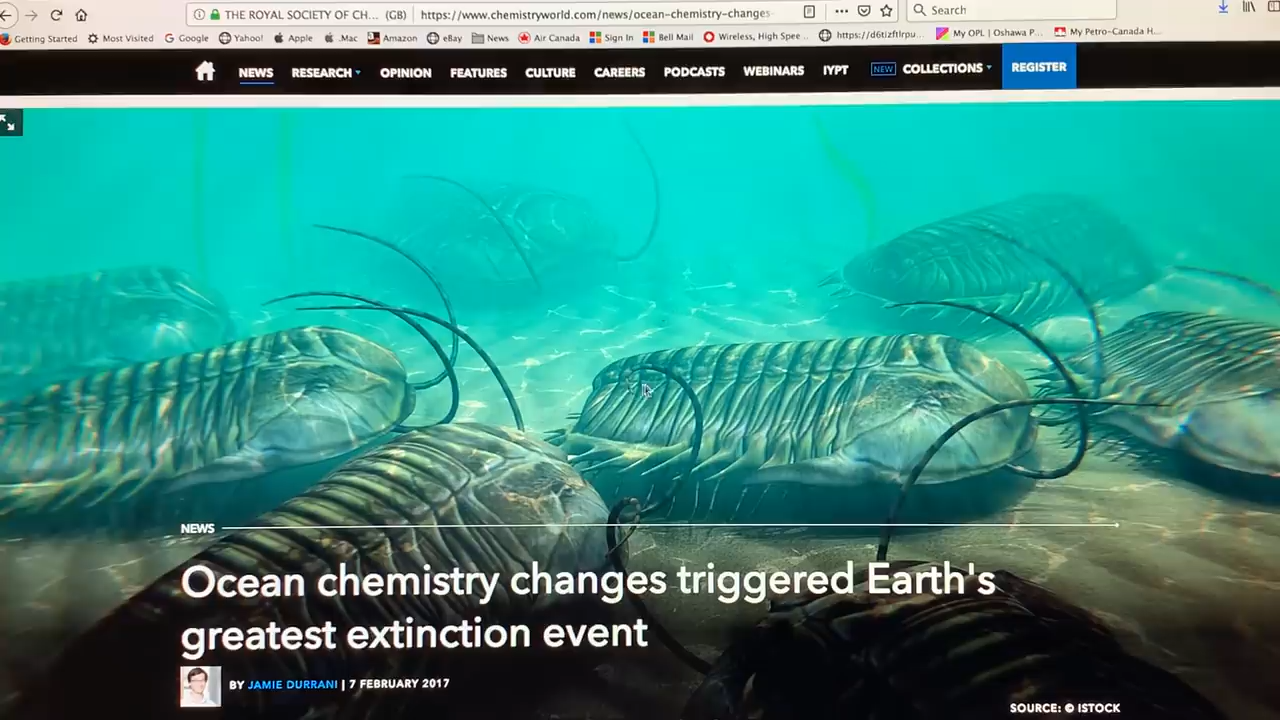 THE ROYAL SOCIETY OF CH... (GB) https://www.chemistryworld.com/news/ocean-chemistry-changes- Search
Getting Started Most Visited Google Yahoo! Apple .Mac Amazon eBay News Air Canada Sign In Bell Mail Wireless, High Spee... https://d6tizftlrpu... My OPL | Oshawa P... My Petro-Canada H...
NEWS RESEARCH OPINION FEATURES CULTURE CAREERS PODCASTS WEBINARS IYPT NEW COLLECTIONS REGISTER
NEWS
Ocean chemistry changes triggered Earth's
greatest extinction event
BY JAMIE DURRANI | 7 FEBRUARY 2017
SOURCE: © ISTOCK